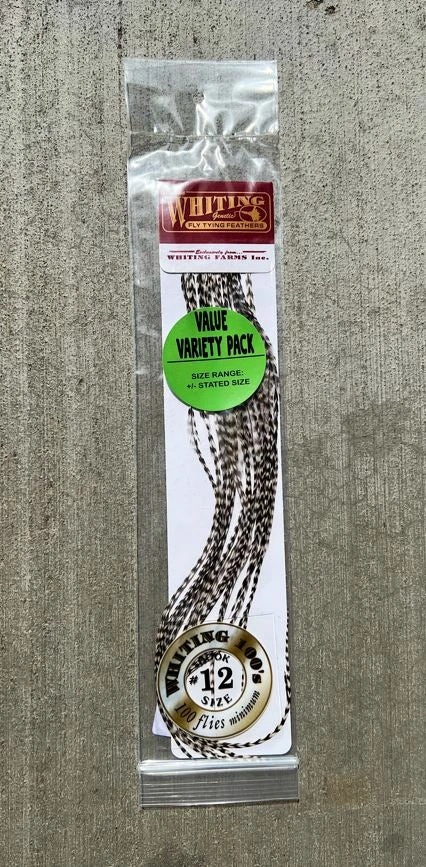 WHITING
Genetic
FLY TYING FEATHERS
Exclusively from...
WHITING FARMS Inc.
VALUE
VARIETY PACK
SIZE RANGE:
+/- STATED SIZE
WHITING 100's
HOOK
#12
SIZE
100 flies minimum